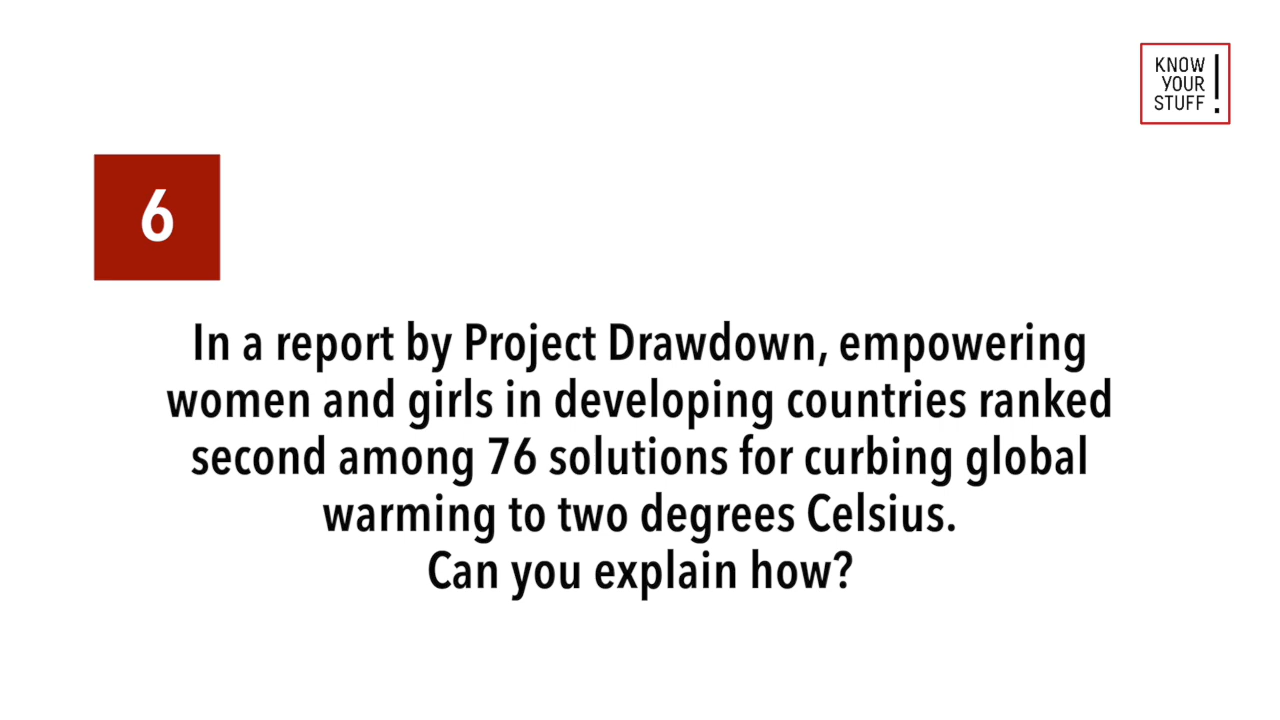 KNOW
YOUR
STUFF !
6
In a report by Project Drawdown, empowering
women and girls in developing countries ranked
second among 76 solutions for curbing global
warming to two degrees Celsius.
Can you explain how?